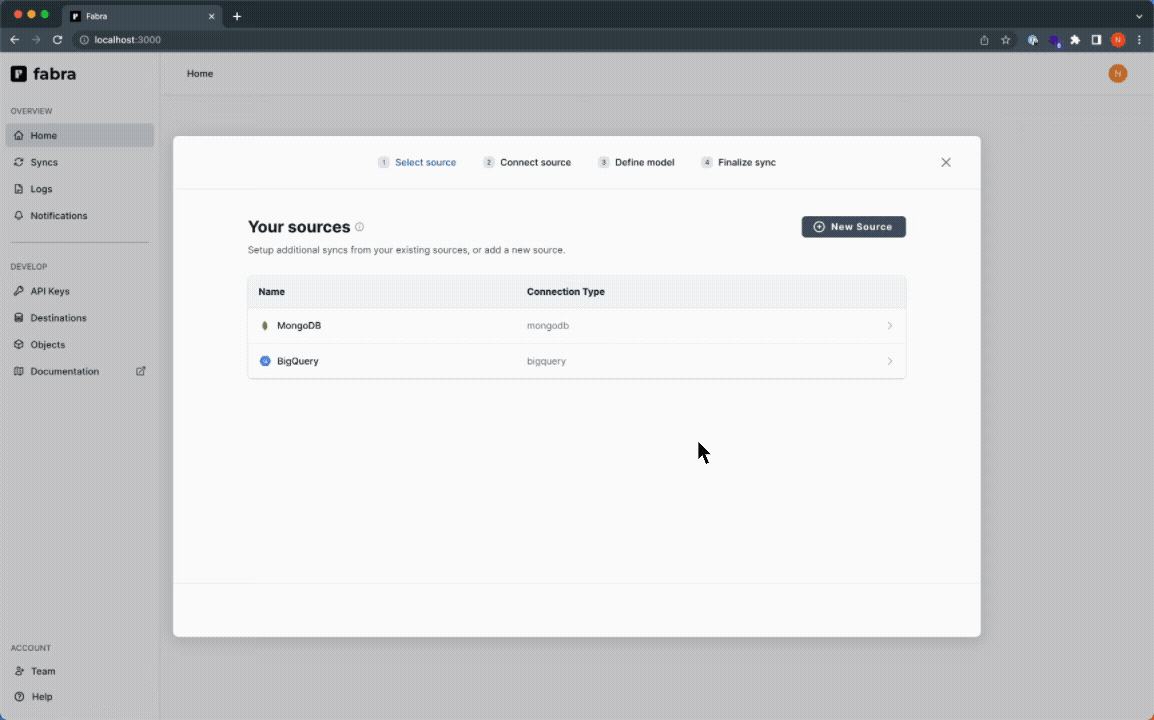 Fabra
localhost:3000
fabra
Home
N
OVERVIEW
Home
Syncs
Logs
Notifications
DEVELOP
API Keys
Destinations
Objects
Documentation
ACCOUNT
Team
Help
1 Select source
2 Connect source
3 Define model
4 Finalize sync
Your sources
New Source
Setup additional syncs from your existing sources, or add a new source.
Name Connection Type
MongoDB mongodb
BigQuery bigquery